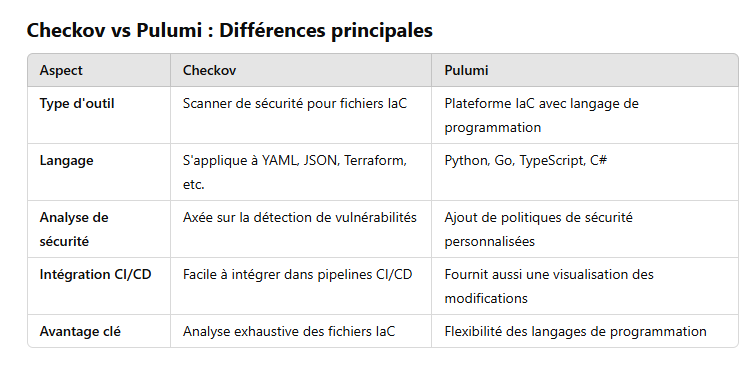 Checkov vs Pulumi : Différences principales
Aspect Checkov Pulumi
Type d'outil Scanner de sécurité pour fichiers IaC Plateforme IaC avec langage de
programmation
Langage S'applique à YAML, JSON, Terraform, Python, Go, TypeScript, C#
etc.
Analyse de Axée sur la détection de vulnérabilités Ajout de politiques de sécurité
sécurité personnalisées
Intégration CI/CD Facile à intégrer dans pipelines CI/CD Fournit aussi une visualisation des
modifications
Avantage clé Analyse exhaustive des fichiers IaC Flexibilité des langages de programmation